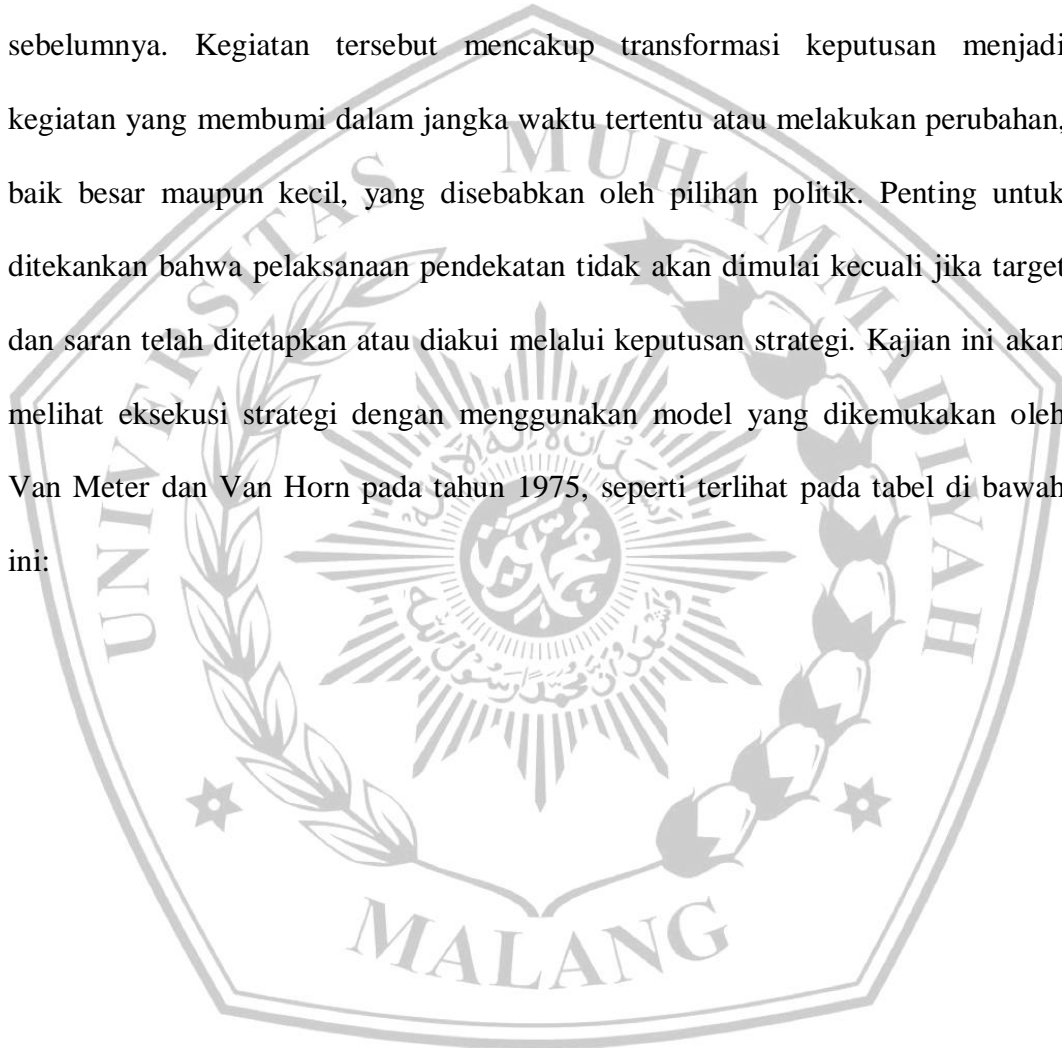 sebelumnya. Kegiatan tersebut mencakup transformasi keputusan menjadi
kegiatan yang membumi dalam jangka waktu tertentu atau melakukan perubahan,
baik besar maupun kecil, yang disebabkan oleh pilihan politik. Penting untuk
ditekankan bahwa pelaksanaan pendekatan tidak akan dimulai kecuali jika target
dan saran telah ditetapkan atau diakui melalui keputusan strategi. Kajian ini akan
melihat eksekusi strategi dengan menggunakan model yang dikemukakan oleh
Van Meter dan Van Horn pada tahun 1975, seperti terlihat pada tabel di bawah
ini:
UNIVERSITAS MUHAMMADIYAH
MALANG